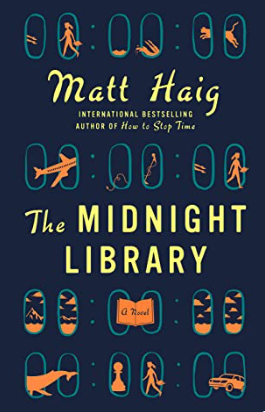 Matt Haig
INTERNATIONAL BESTSELLING
AUTHOR OF How to Stop Time
The MIDNIGHT
LIBRARY
A Novel